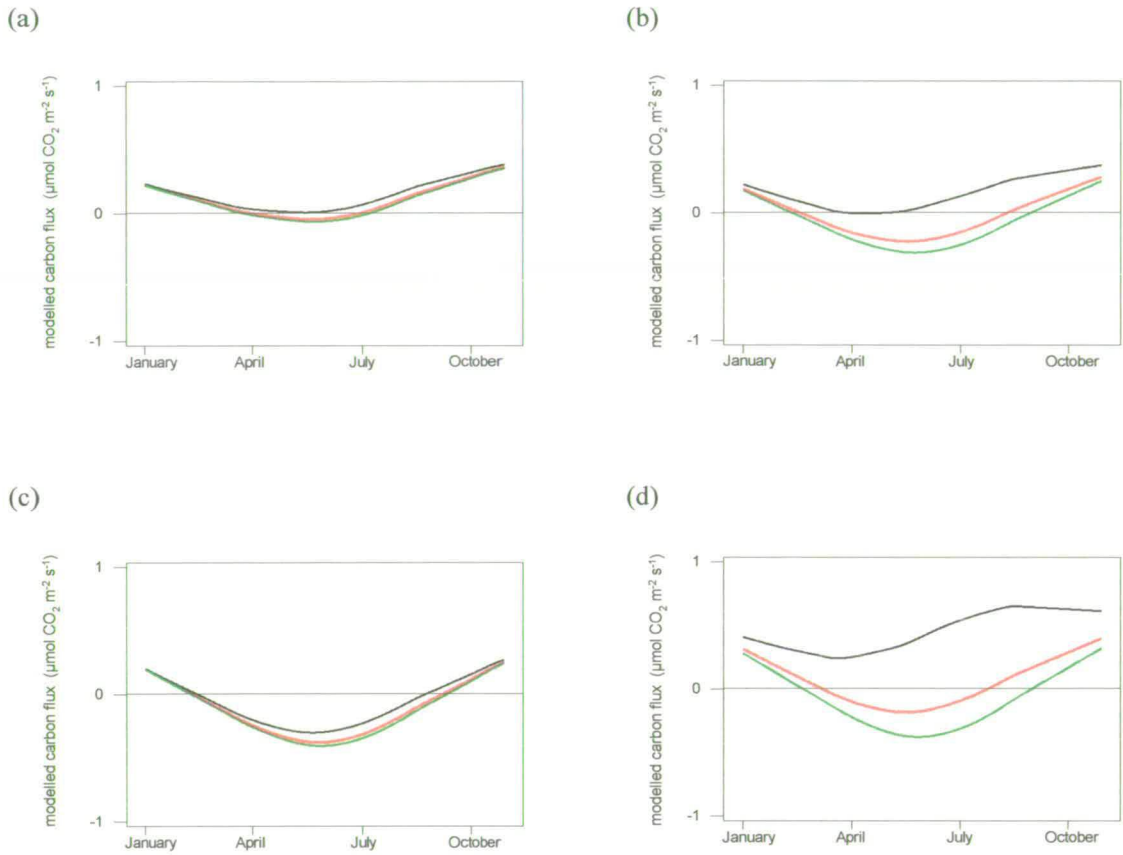 (a)
modelled carbon flux (µmol CO₂ m⁻² s⁻¹)
1
0
-1
January April July October
(b)
modelled carbon flux (µmol CO₂ m⁻² s⁻¹)
1
0
-1
January April July October
(c)
modelled carbon flux (µmol CO₂ m⁻² s⁻¹)
1
0
-1
January April July October
(d)
modelled carbon flux (µmol CO₂ m⁻² s⁻¹)
1
0
-1
January April July October